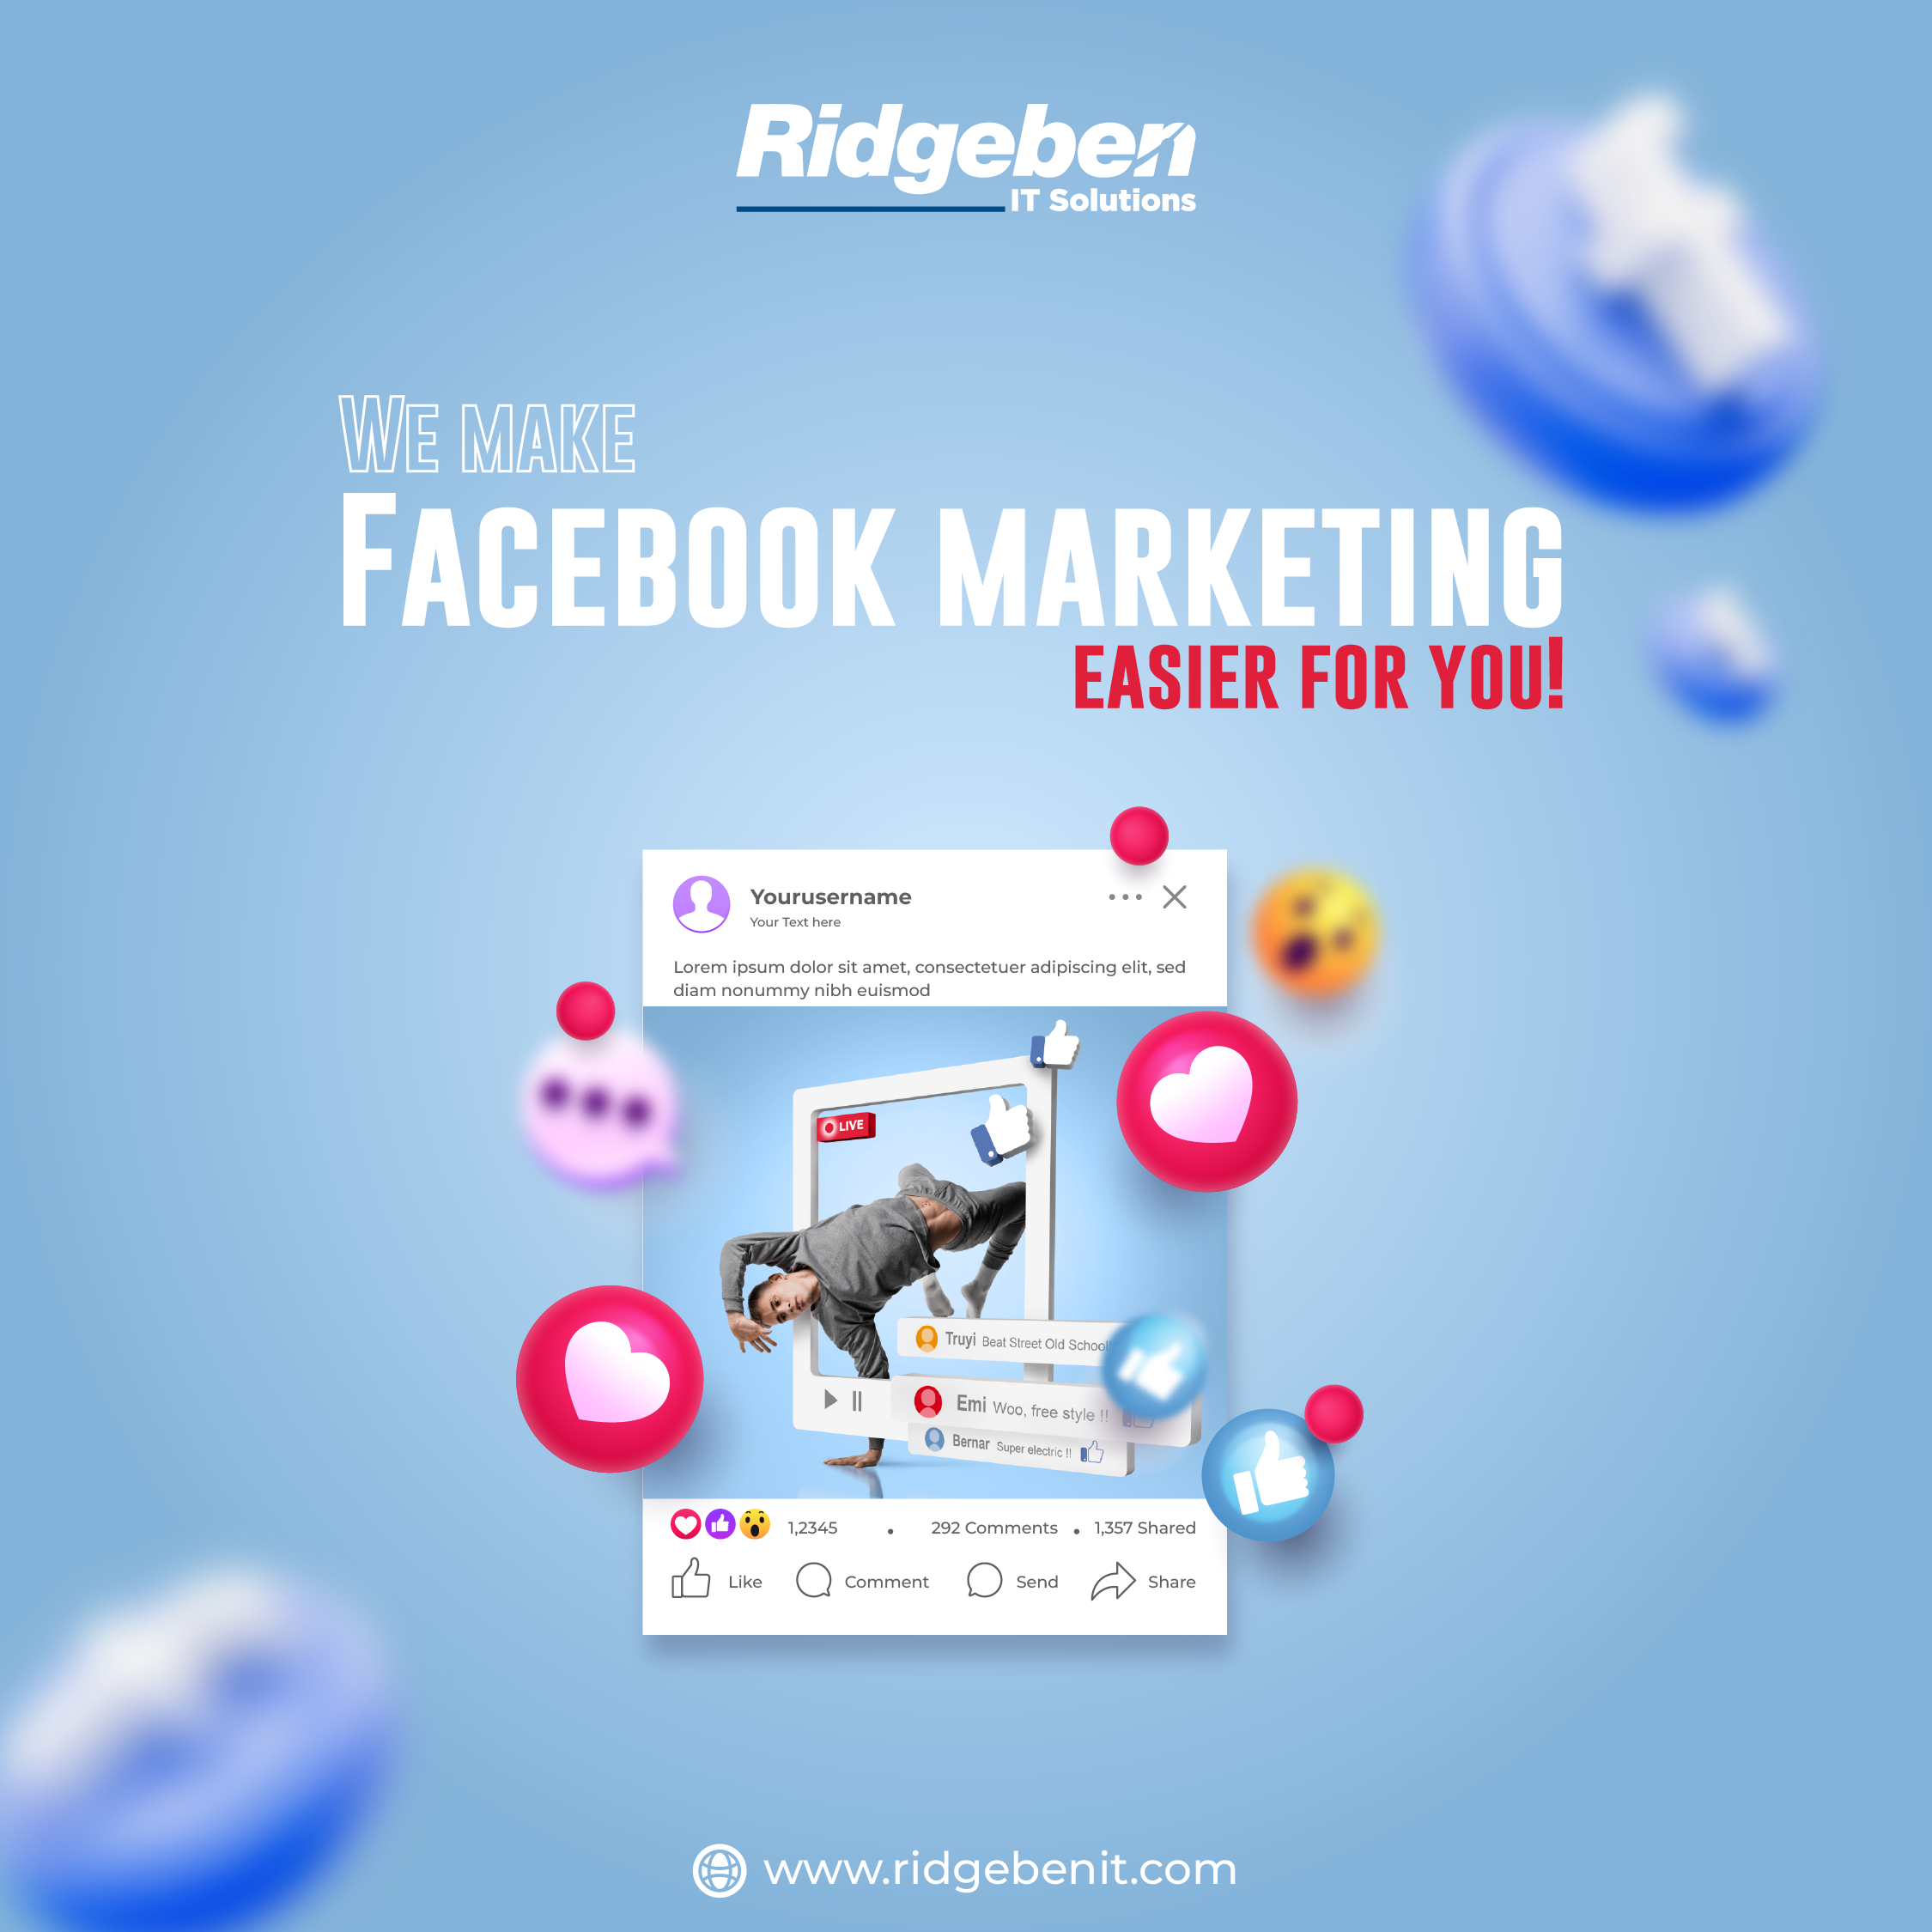 Ridgeben
IT Solutions
WE MAKE
FACEBOOK MARKETING
EASIER FOR YOU!
Yourusername
Your Text here
Lorem ipsum dolor sit amet, consectetuer adipiscing elit, sed
diam nonummy nibh euismod
LIVE
Truyi Beat Street Old School!
Emi Woo, free style !!
Bernar Super electric !!
1,2345 . 292 Comments . 1,357 Shared
Like Comment Send Share
www.ridgebenit.com